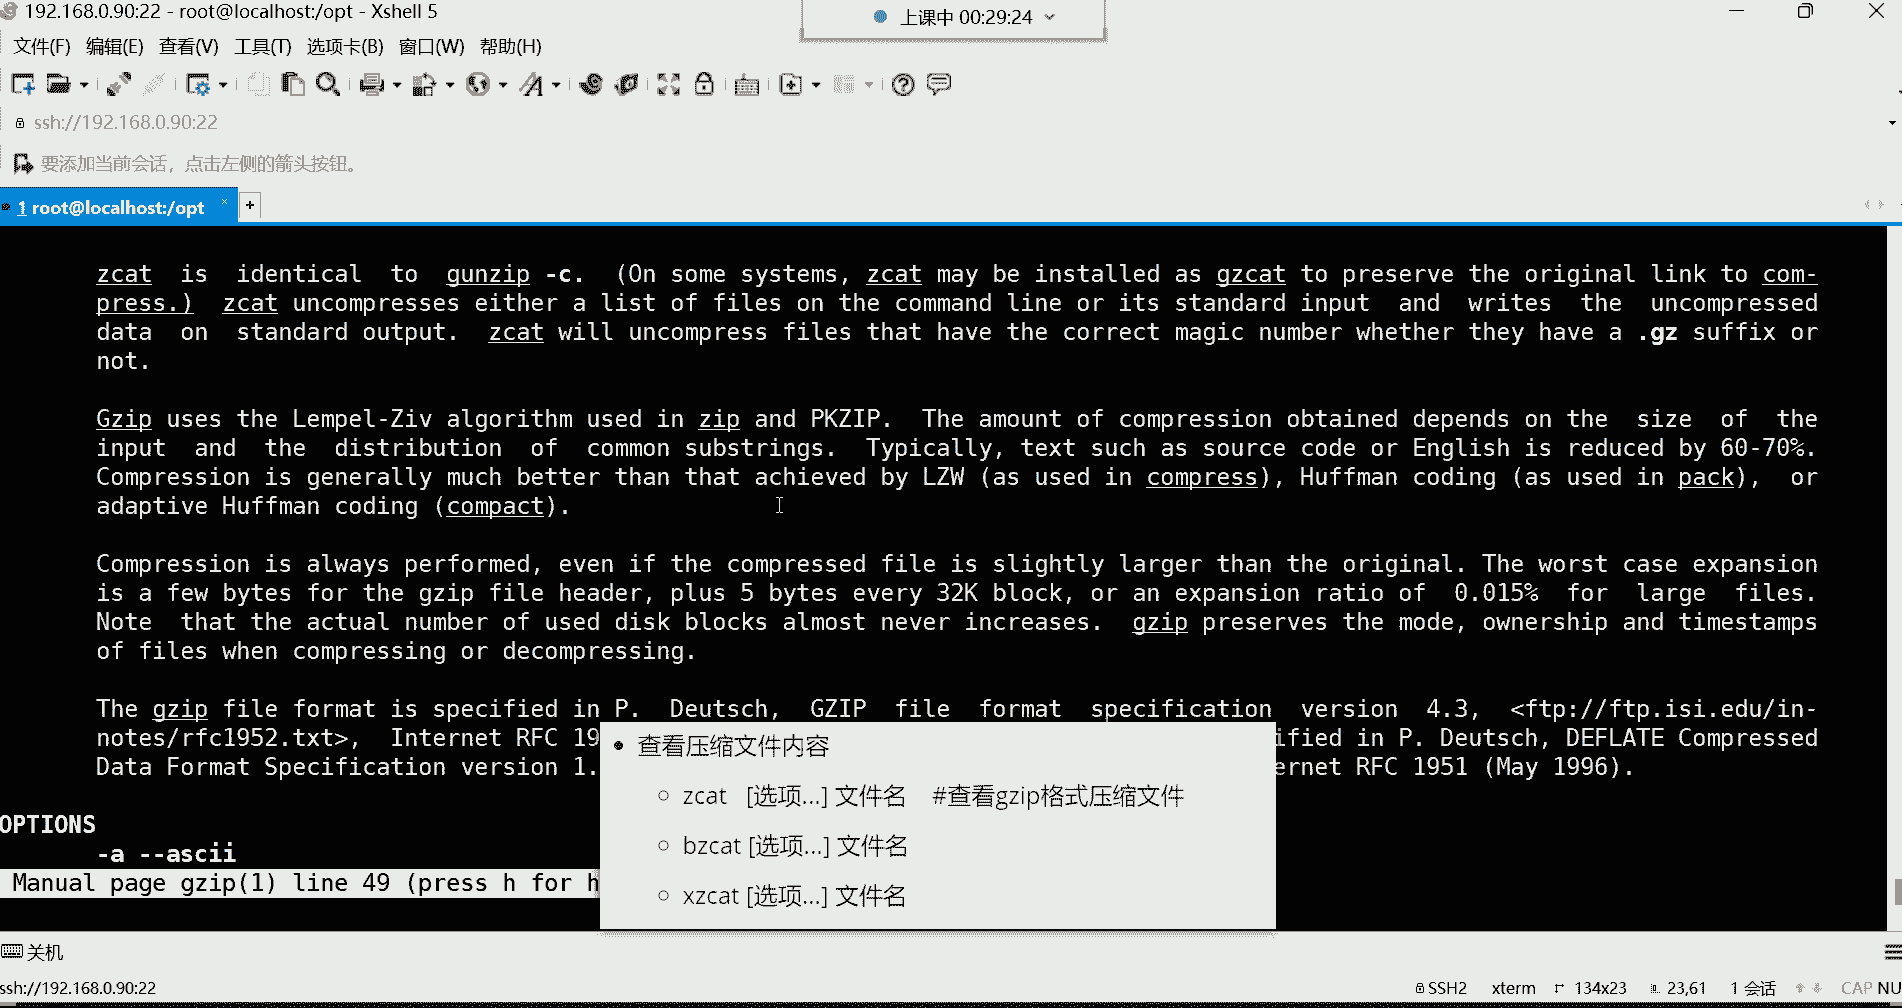 192.168.0.90:22 - root@localhost:/opt - Xshell 5
上课中 00:29:24
文件(F) 编辑(E) 查看(V) 工具(T) 选项卡(B) 窗口(W) 帮助(H)
ssh://192.168.0.90:22
要添加当前会话，点击左侧的箭头按钮。
1 root@localhost:/opt × +
zcat is identical to gunzip -c. (On some systems, zcat may be installed as gzcat to preserve the original link to com-
press.) zcat uncompresses either a list of files on the command line or its standard input and writes the uncompressed
data on standard output. zcat will uncompress files that have the correct magic number whether they have a .gz suffix or
not.
Gzip uses the Lempel-Ziv algorithm used in zip and PKZIP. The amount of compression obtained depends on the size of the
input and the distribution of common substrings. Typically, text such as source code or English is reduced by 60-70%.
Compression is generally much better than that achieved by LZW (as used in compress), Huffman coding (as used in pack), or
adaptive Huffman coding (compact).
Compression is always performed, even if the compressed file is slightly larger than the original. The worst case expansion
is a few bytes for the gzip file header, plus 5 bytes every 32K block, or an expansion ratio of 0.015% for large files.
Note that the actual number of used disk blocks almost never increases. gzip preserves the mode, ownership and timestamps
of files when compressing or decompressing.
The gzip file format is specified in P. Deutsch, GZIP file format specification version 4.3, <ftp://ftp.isi.edu/in-
notes/rfc1952.txt>, Internet RFC 19 ified in P. Deutsch, DEFLATE Compressed
Data Format Specification version 1. ernet RFC 1951 (May 1996).
OPTIONS
-a --ascii
Manual page gzip(1) line 49 (press h for h
● 查看压缩文件内容
○ zcat [选项...] 文件名 #查看gzip格式压缩文件
○ bzcat [选项...] 文件名
○ xzcat [选项...] 文件名
关机
ssh://192.168.0.90:22
SSH2 xterm 134x23 23,61 1 会话 CAP NU